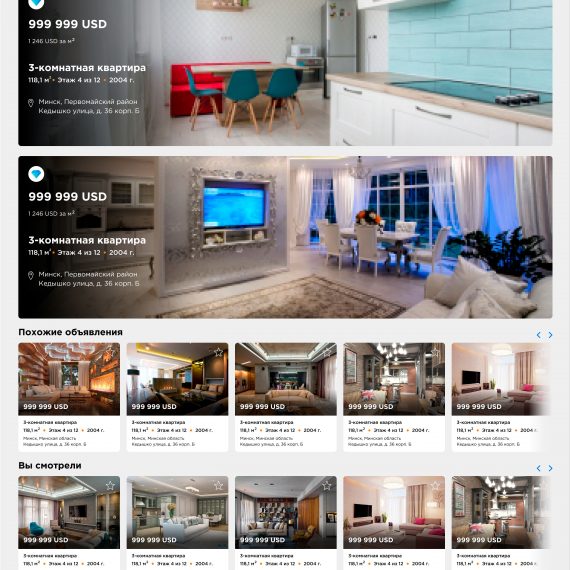 999 999 USD
1 246 USD за м²
3-комнатная квартира
118,1 м² • Этаж 4 из 12 • 2004 г.
Минск, Первомайский район
Кедышко улица, д. 36 корп. Б
999 999 USD
1 246 USD за м²
3-комнатная квартира
118,1 м² • Этаж 4 из 12 • 2004 г.
Минск, Первомайский район
Кедышко улица, д. 36 корп. Б
Похожие объявления
999 999 USD
999 999 USD
999 999 USD
999 999 USD
999 999 USD
3-комнатная квартира
3-комнатная квартира
3-комнатная квартира
3-комнатная квартира
3-комнатная квартира
118,1 м² • Этаж 4 из 12 • 2004 г.
118,1 м² • Этаж 4 из 12 • 2004 г.
118,1 м² • Этаж 4 из 12 • 2004 г.
118,1 м² • Этаж 4 из 12 • 2004 г.
118,1 м² • Этаж 4 из 12 • 2004 г.
Минск, Минская область
Минск, Минская область
Минск, Минская область
Минск, Минская область
Минск, Минская область
Кедышко улица, д. 36 корп. Б
Кедышко улица, д. 36 корп. Б
Кедышко улица, д. 36 корп. Б
Кедышко улица, д. 36 корп. Б
Кедышко улица, д. 36 корп. Б
Вы смотрели
999 999 USD
999 999 USD
999 999 USD
999 999 USD
999 999 USD
3-комнатная квартира
3-комнатная квартира
3-комнатная квартира
3-комнатная квартира
3-комнатная квартира
118,1 м² • Этаж 4 из 12 • 2004 г.
118,1 м² • Этаж 4 из 12 • 2004 г.
118,1 м² • Этаж 4 из 12 • 2004 г.
118,1 м² • Этаж 4 из 12 • 2004 г.
118,1 м² • Этаж 4 из 12 • 2004 г.